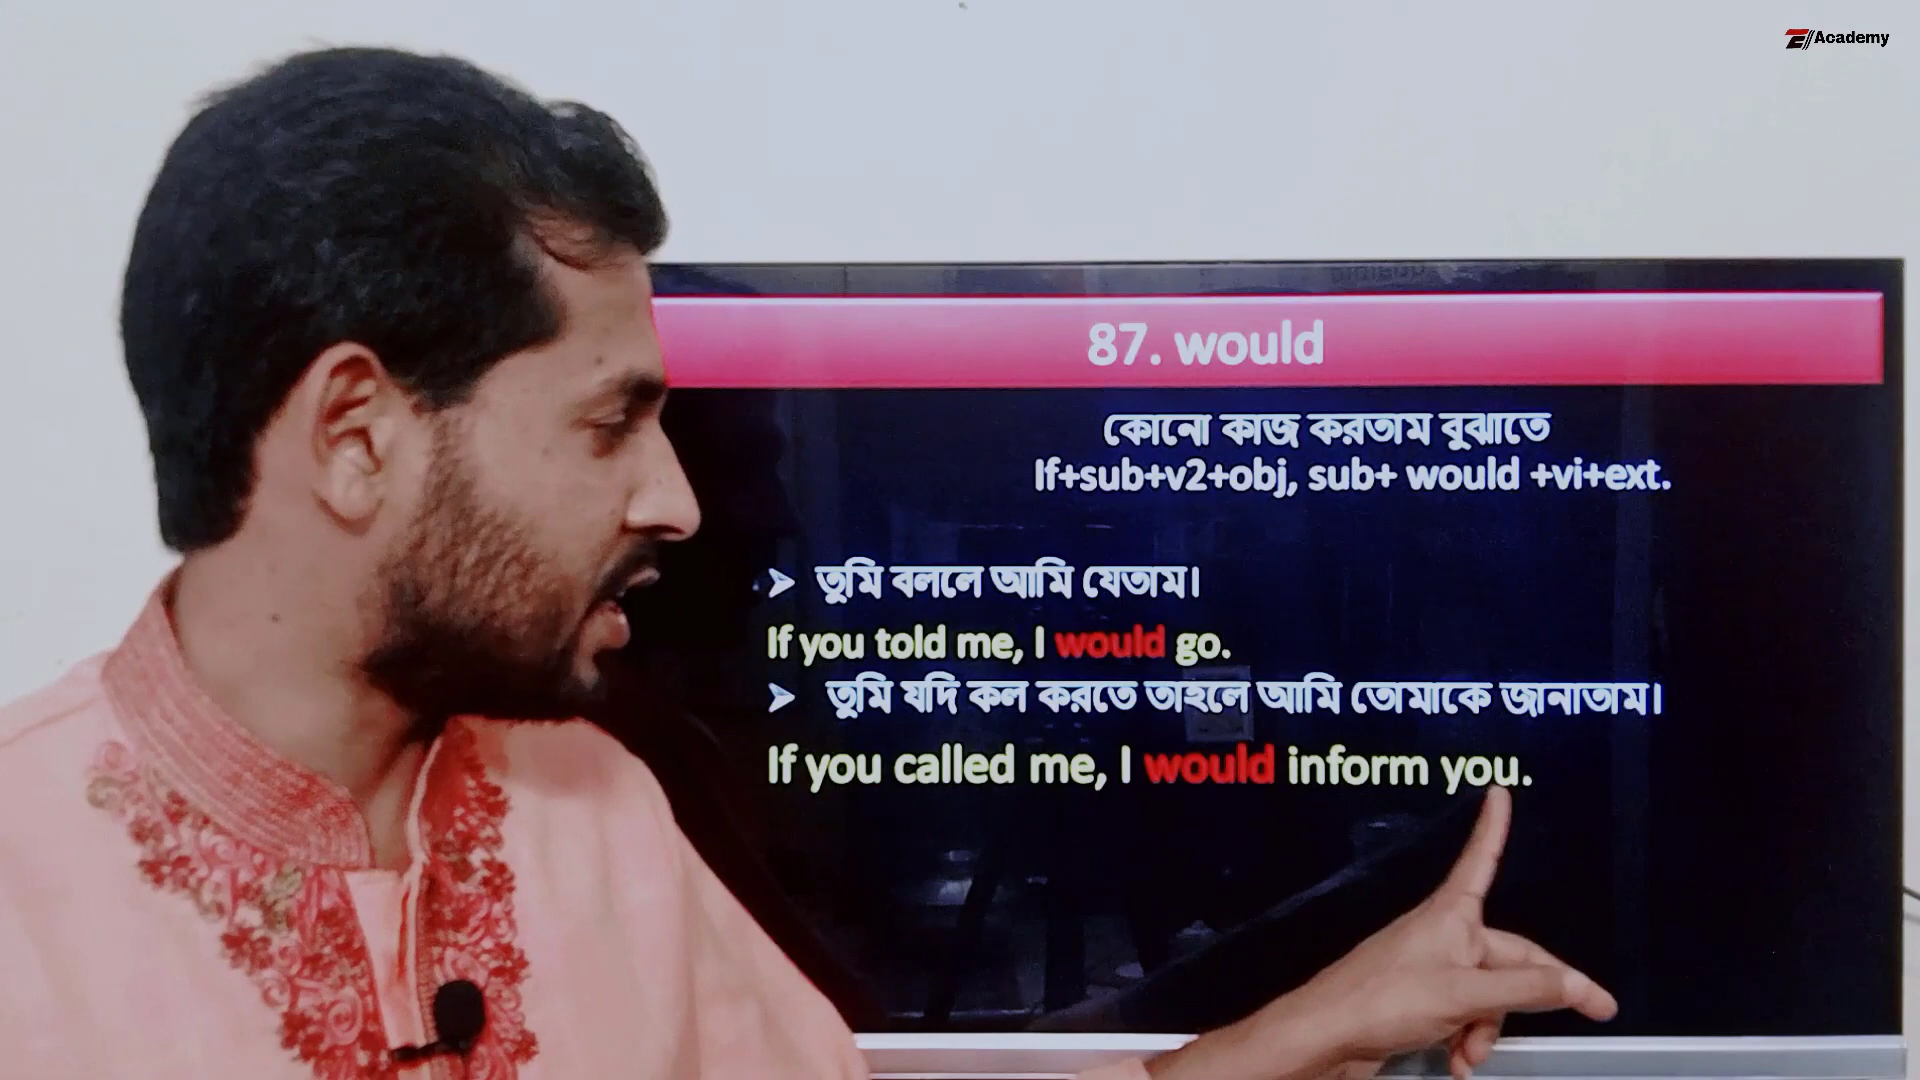 Academy
87. would
কোনো কাজ করতাম বুঝাতে
If+sub+v2+obj, sub+ would +vi+ext.
➤ তুমি বললে আমি যেতাম।
If you told me, I would go.
➤ তুমি যদি কল করতে তাহলে আমি তোমাকে জানাতাম।
If you called me, I would inform you.